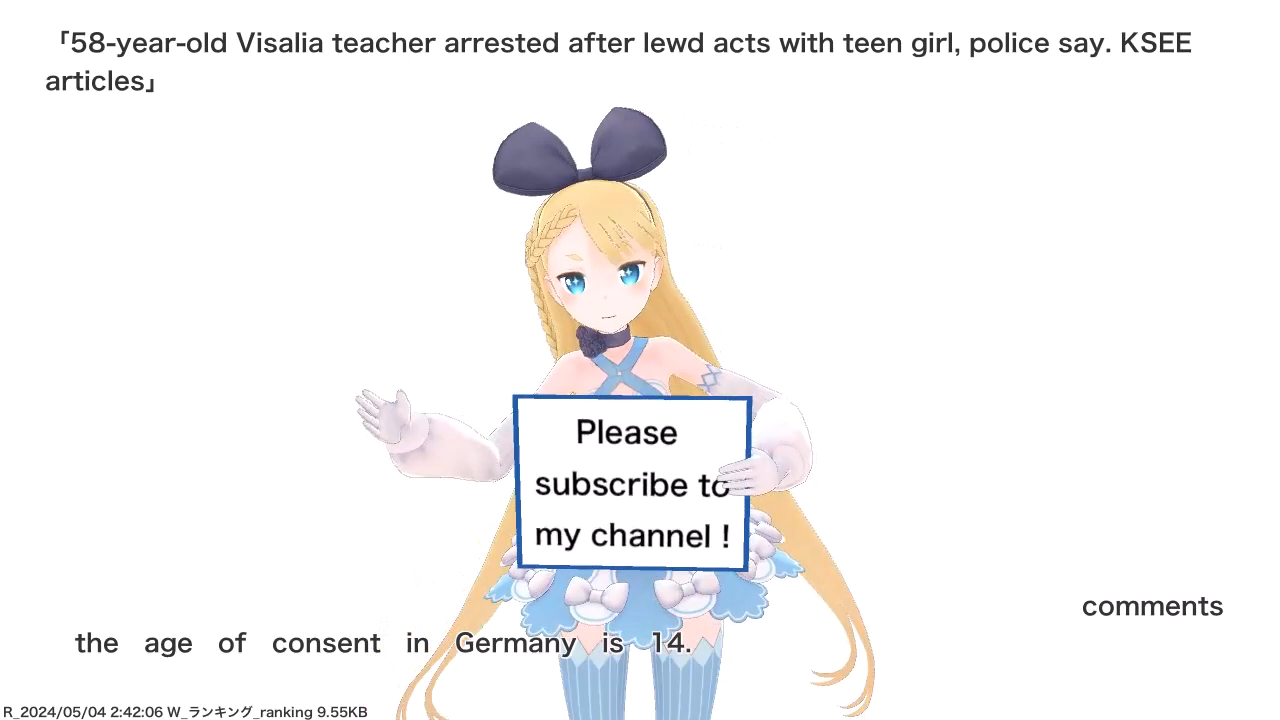 「58-year-old Visalia teacher arrested after lewd acts with teen girl, police say. KSEE
articles」
Please
subscribe to
my channel !
comments
the age of consent in Germany is 14.
R_2024/05/04 2:42:06 W_ランキング_ranking 9.55KB